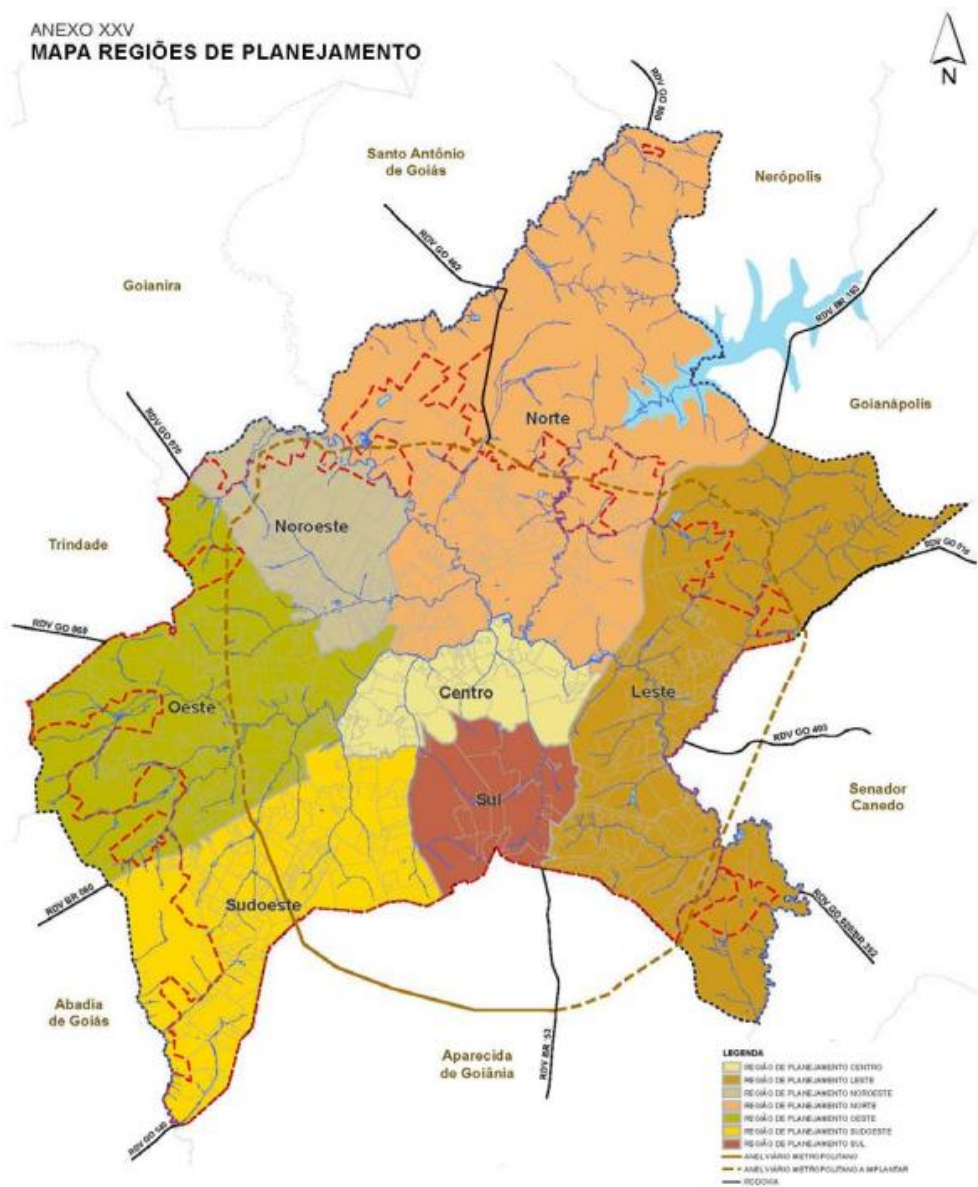 ANEXO XXV
MAPA REGIÕES DE PLANEJAMENTO
N
Santo Antônio
de Goiás
Nerópolis
RDV GO 462
Goianira
RDV BR 153
Goianápolis
Norte
RDV GO 070
Noroeste
Trindade
RDV GO 010
Centro
Leste
Oeste
RDV GO 403
Senador
Canedo
Sul
RDV BR 060
Sudoeste
Abadia
de Goiás
Aparecida
de Goiânia
RDV GO 040
LEGENDA
REGIÃO DE PLANEJAMENTO CENTRO
REGIÃO DE PLANEJAMENTO LESTE
REGIÃO DE PLANEJAMENTO NOROESTE
REGIÃO DE PLANEJAMENTO NORTE
REGIÃO DE PLANEJAMENTO OESTE
REGIÃO DE PLANEJAMENTO SUDOESTE
REGIÃO DE PLANEJAMENTO SUL
ANEL VIÁRIO METROPOLITANO
ANEL VIÁRIO METROPOLITANO A IMPLANTAR
RODOVIA